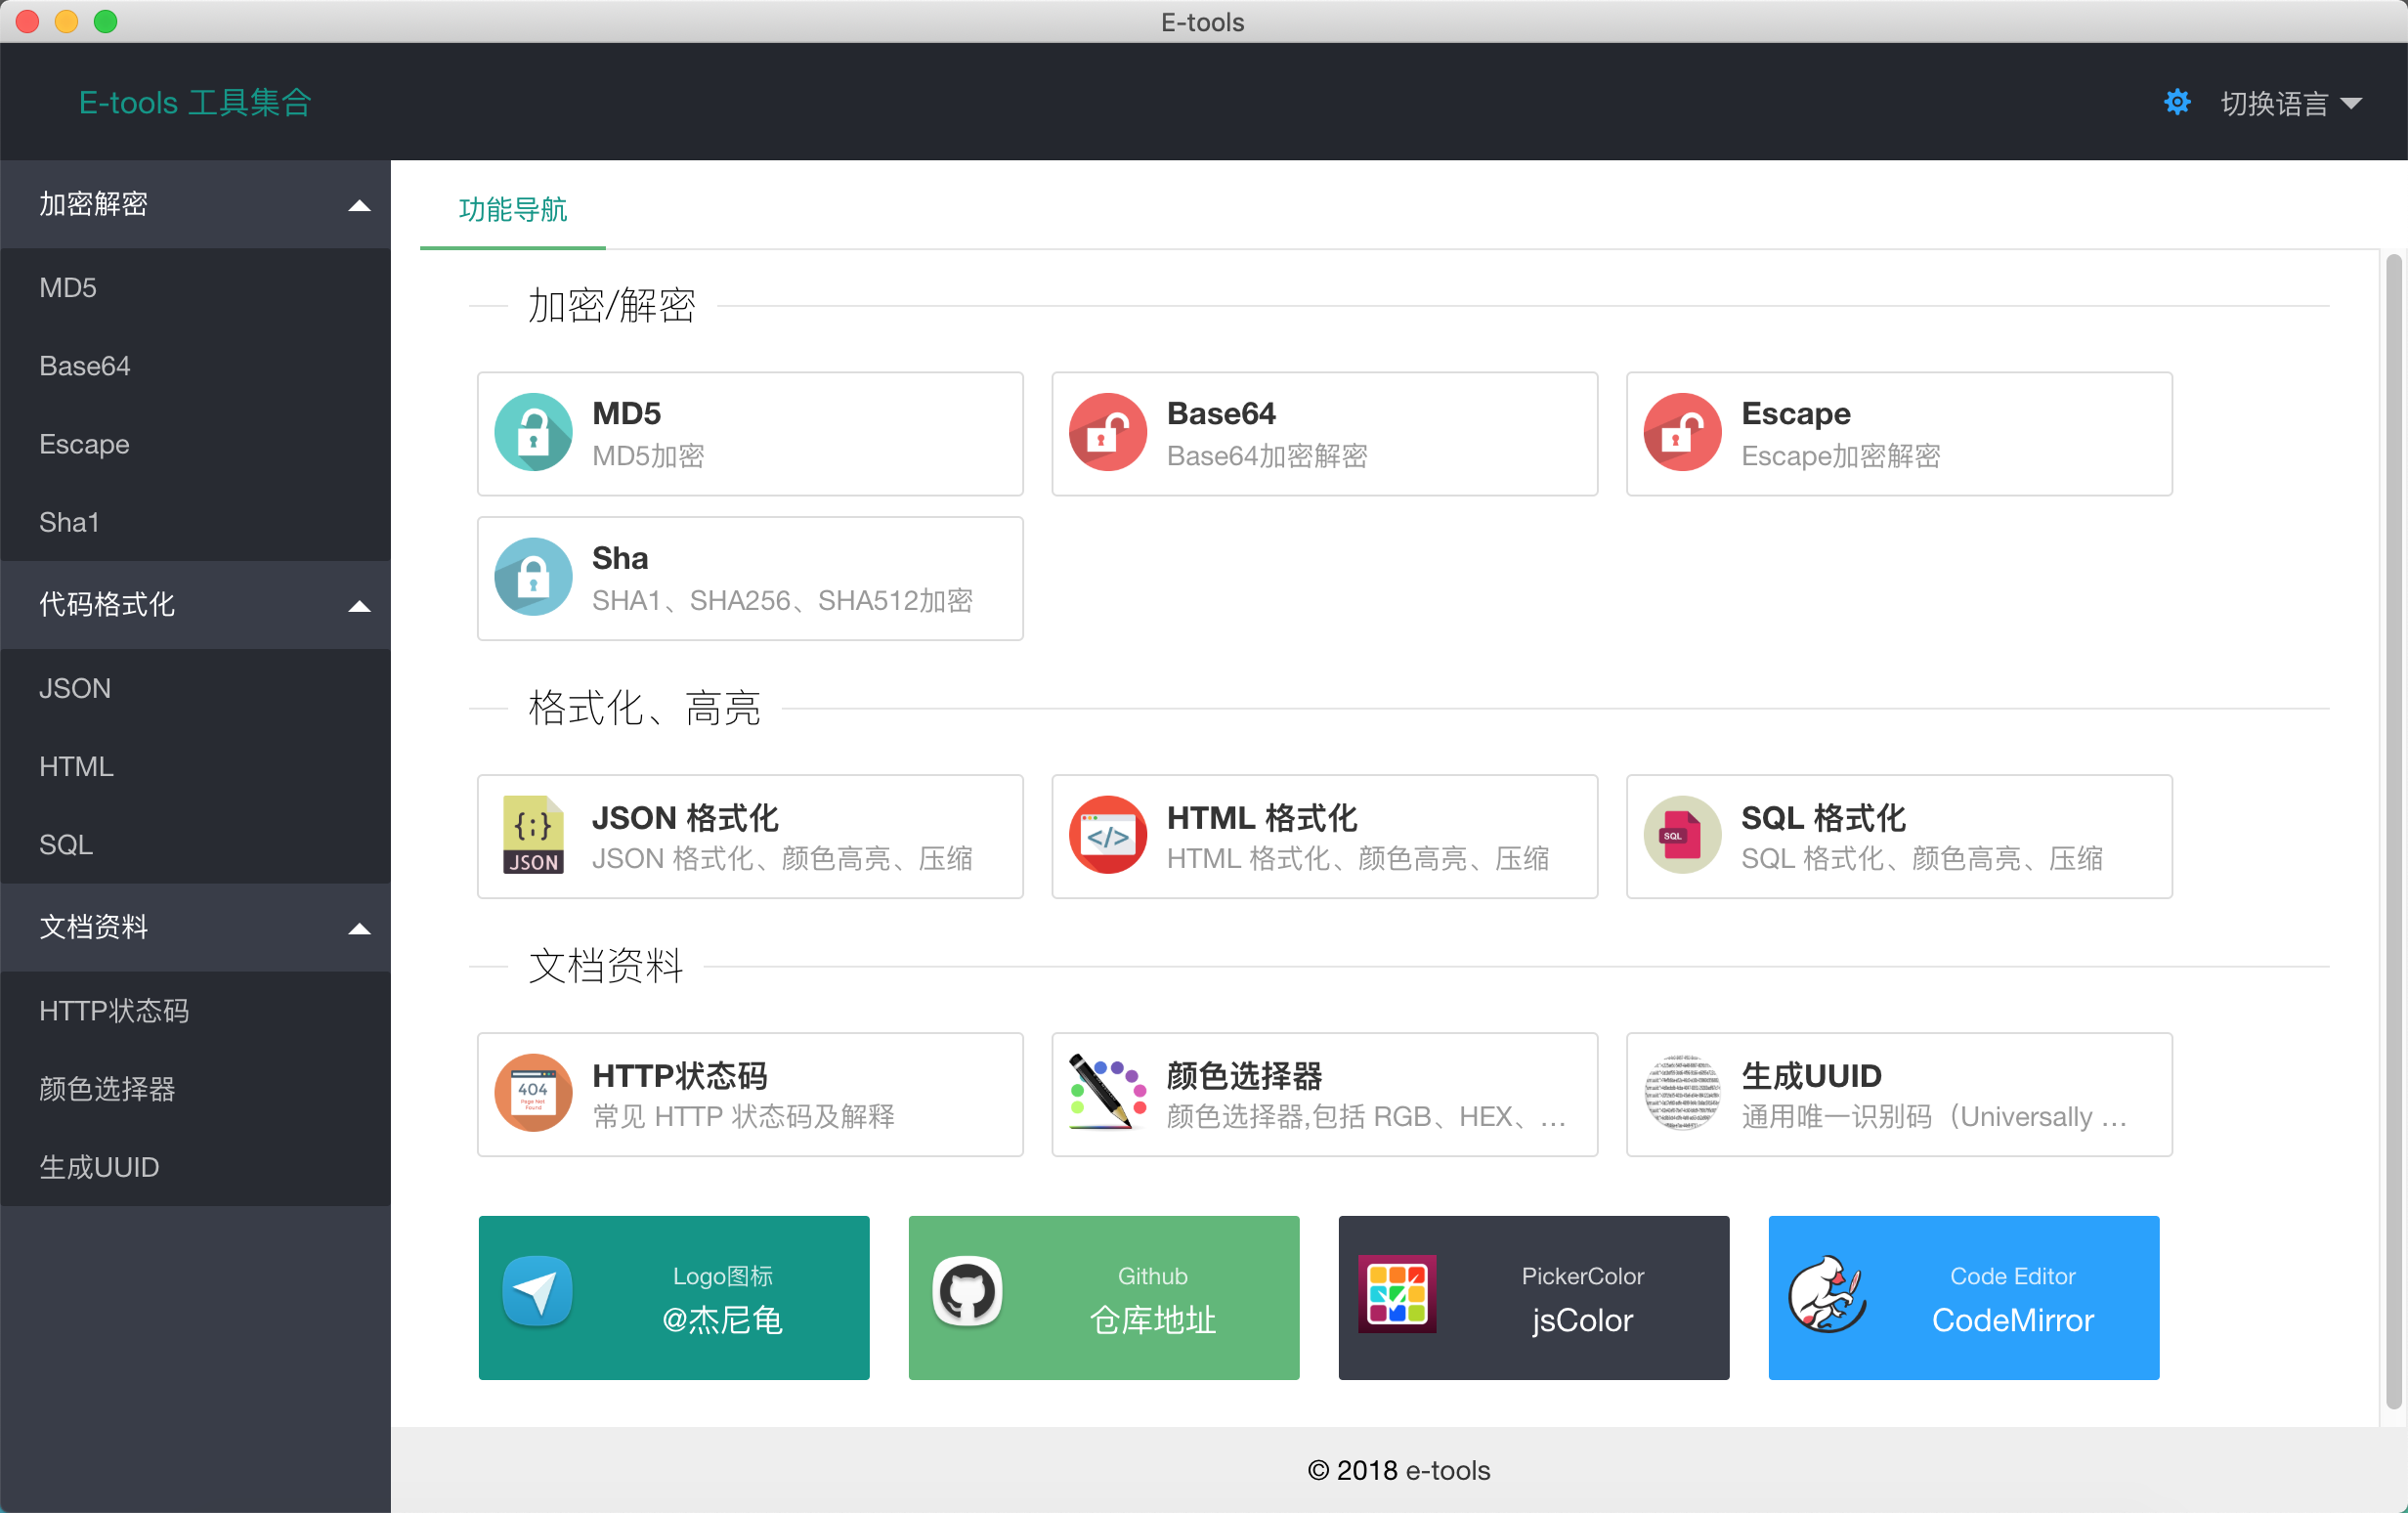 E-tools
E-tools 工具集合
切换语言
加密解密
MD5
Base64
Escape
Sha1
代码格式化
JSON
HTML
SQL
文档资料
HTTP状态码
颜色选择器
生成UUID
功能导航
加密/解密
MD5
MD5加密
Base64
Base64加密解密
Escape
Escape加密解密
Sha
SHA1、SHA256、SHA512加密
格式化、高亮
{;}
JSON
JSON 格式化
JSON 格式化、颜色高亮、压缩
</>
HTML 格式化
HTML 格式化、颜色高亮、压缩
SQL
SQL 格式化
SQL 格式化、颜色高亮、压缩
文档资料
404
Page Not
Found
HTTP状态码
常见 HTTP 状态码及解释
颜色选择器
颜色选择器,包括 RGB、HEX、...
生成UUID
通用唯一识别码（Universally ...
Logo图标
@杰尼龟
Github
仓库地址
PickerColor
jsColor
Code Editor
CodeMirror
© 2018 e-tools